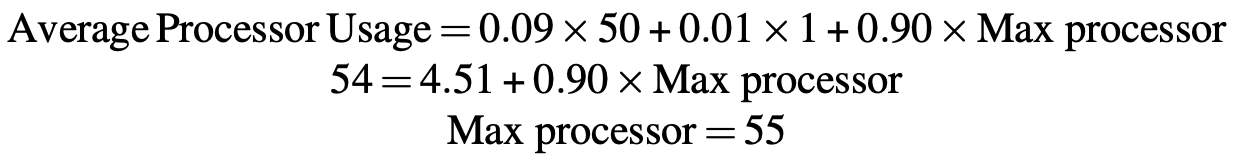 Average Processor Usage = 0.09 × 50 + 0.01 × 1 + 0.90 × Max processor
54 = 4.51 + 0.90 × Max processor
Max processor = 55